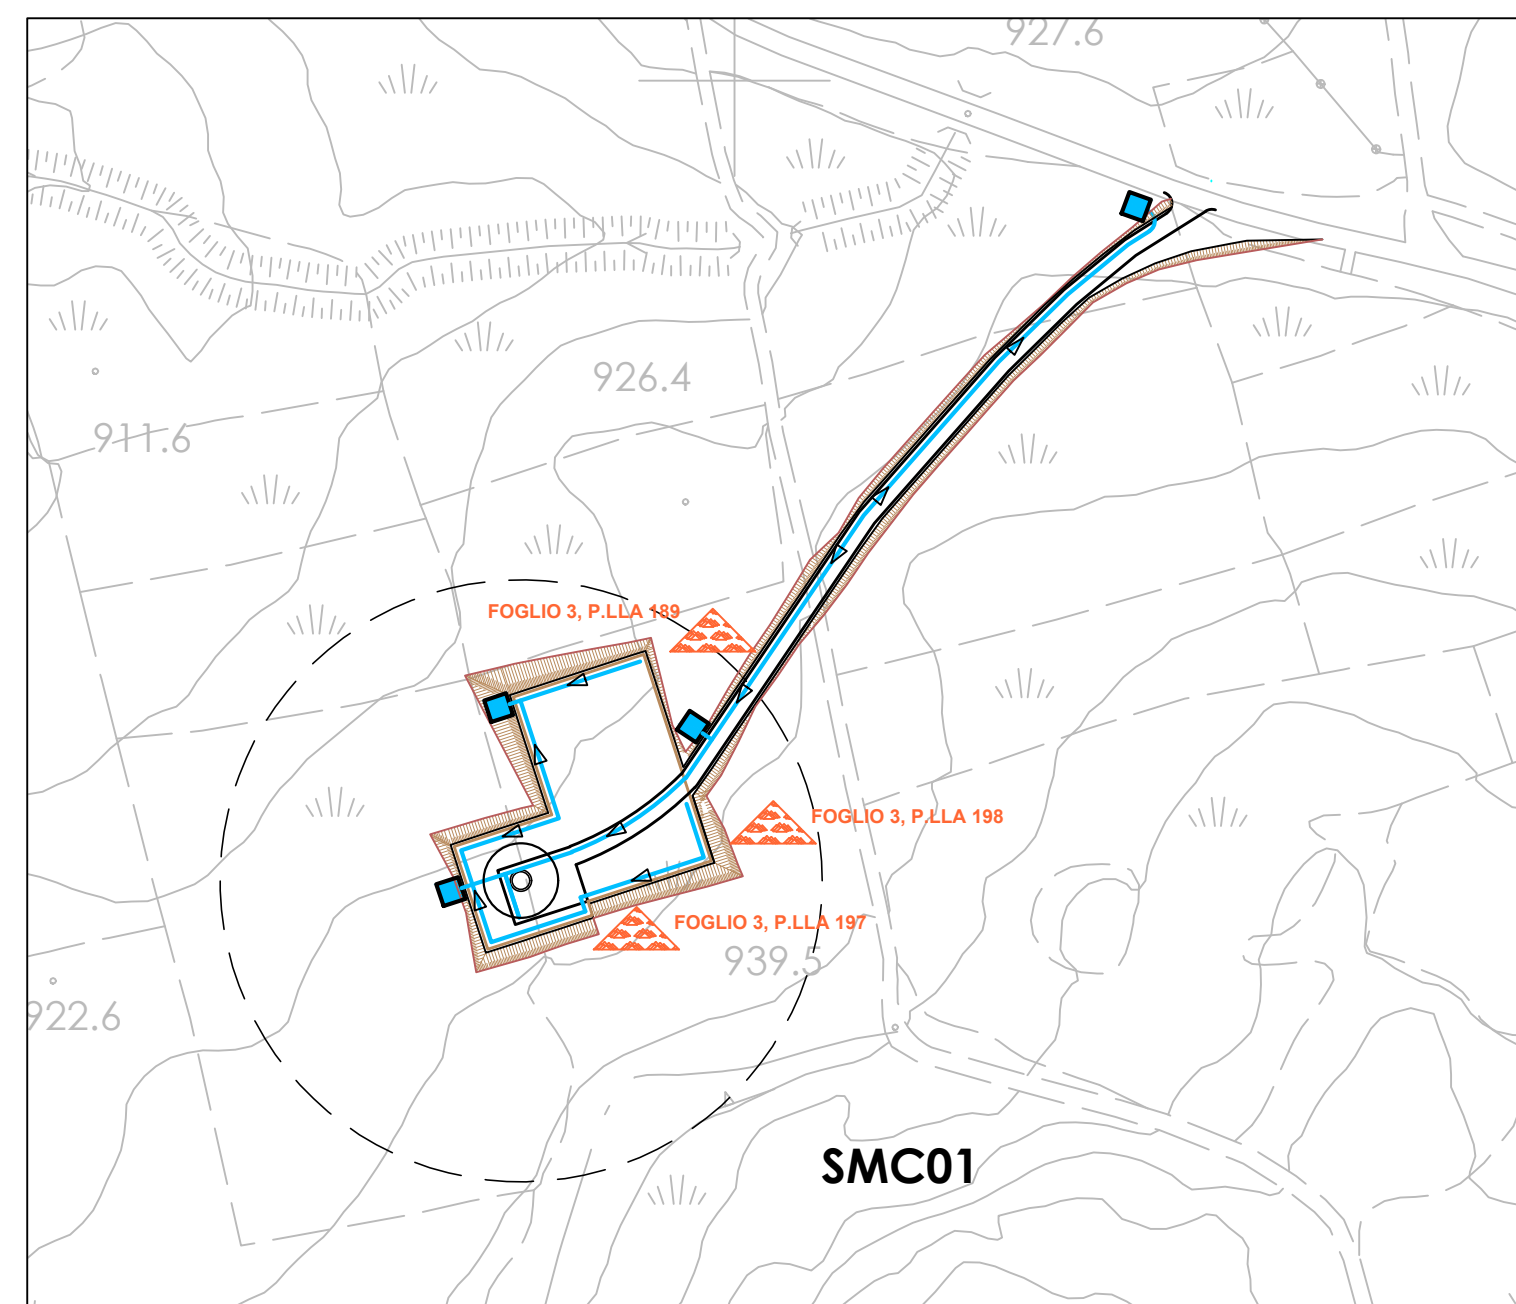 927.6
926.4
911.6
FOGLIO 3, P.LLA 189
FOGLIO 3, P.LLA 198
FOGLIO 3, P.LLA 197
939.5
922.6
SMC01